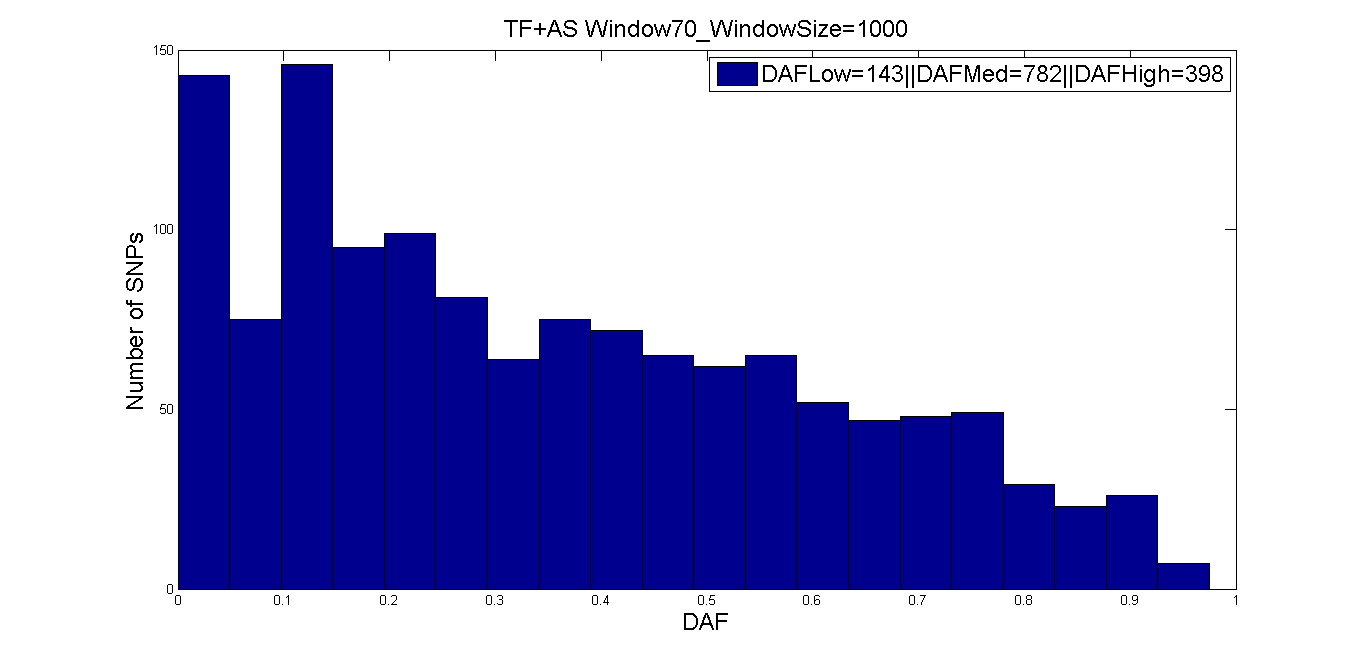 TF+AS Window70_WindowSize=1000
DAFLow=143||DAFMed=782||DAFHigh=398
150
100
50
0
Number of SNPs
0 0.1 0.2 0.3 0.4 0.5 0.6 0.7 0.8 0.9 1
DAF